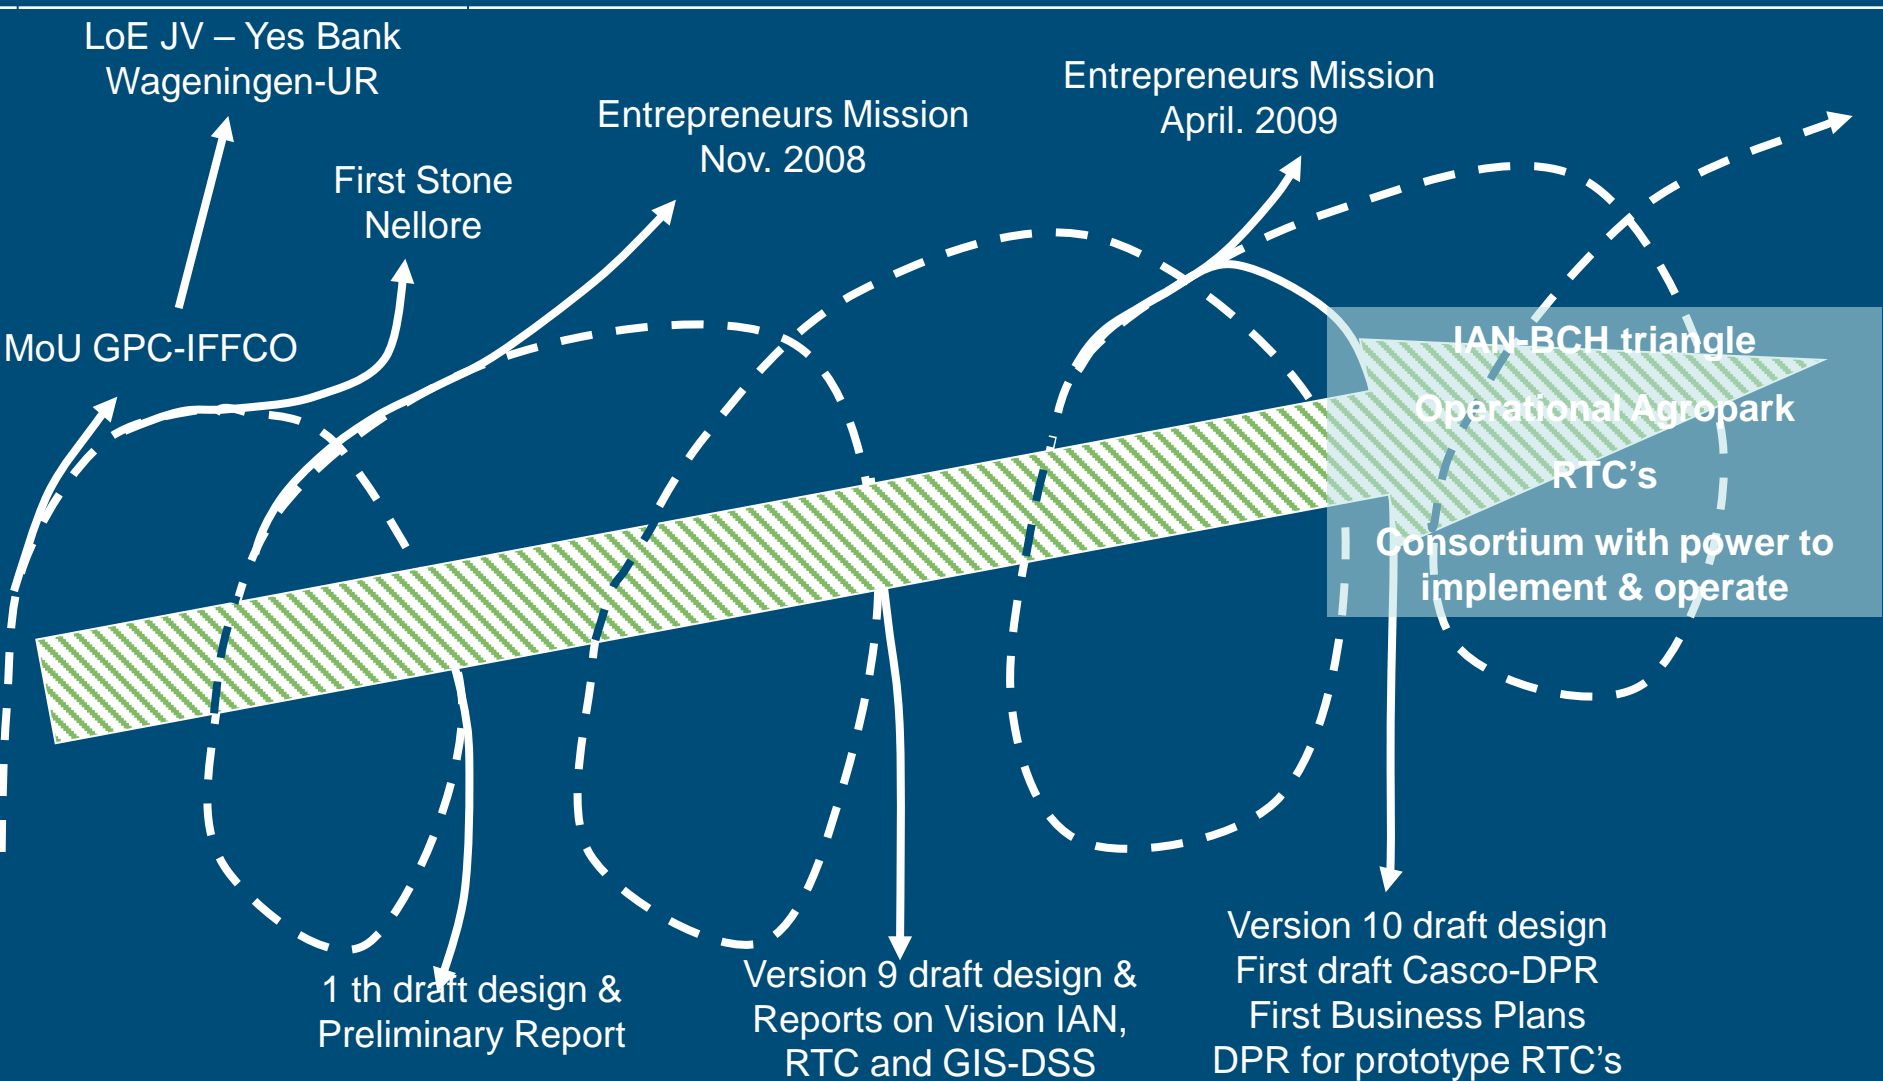 LoE JV – Yes Bank
Wageningen-UR
Entrepreneurs Mission
Nov. 2008
Entrepreneurs Mission
April. 2009
First Stone
Nellore
MoU GPC-IFFCO
IAN-BCH triangle
Operational Agropark
RTC’s
Consortium with power to
implement & operate
1 th draft design &
Preliminary Report
Version 9 draft design &
Reports on Vision IAN,
RTC and GIS-DSS
Version 10 draft design
First draft Casco-DPR
First Business Plans
DPR for prototype RTC’s